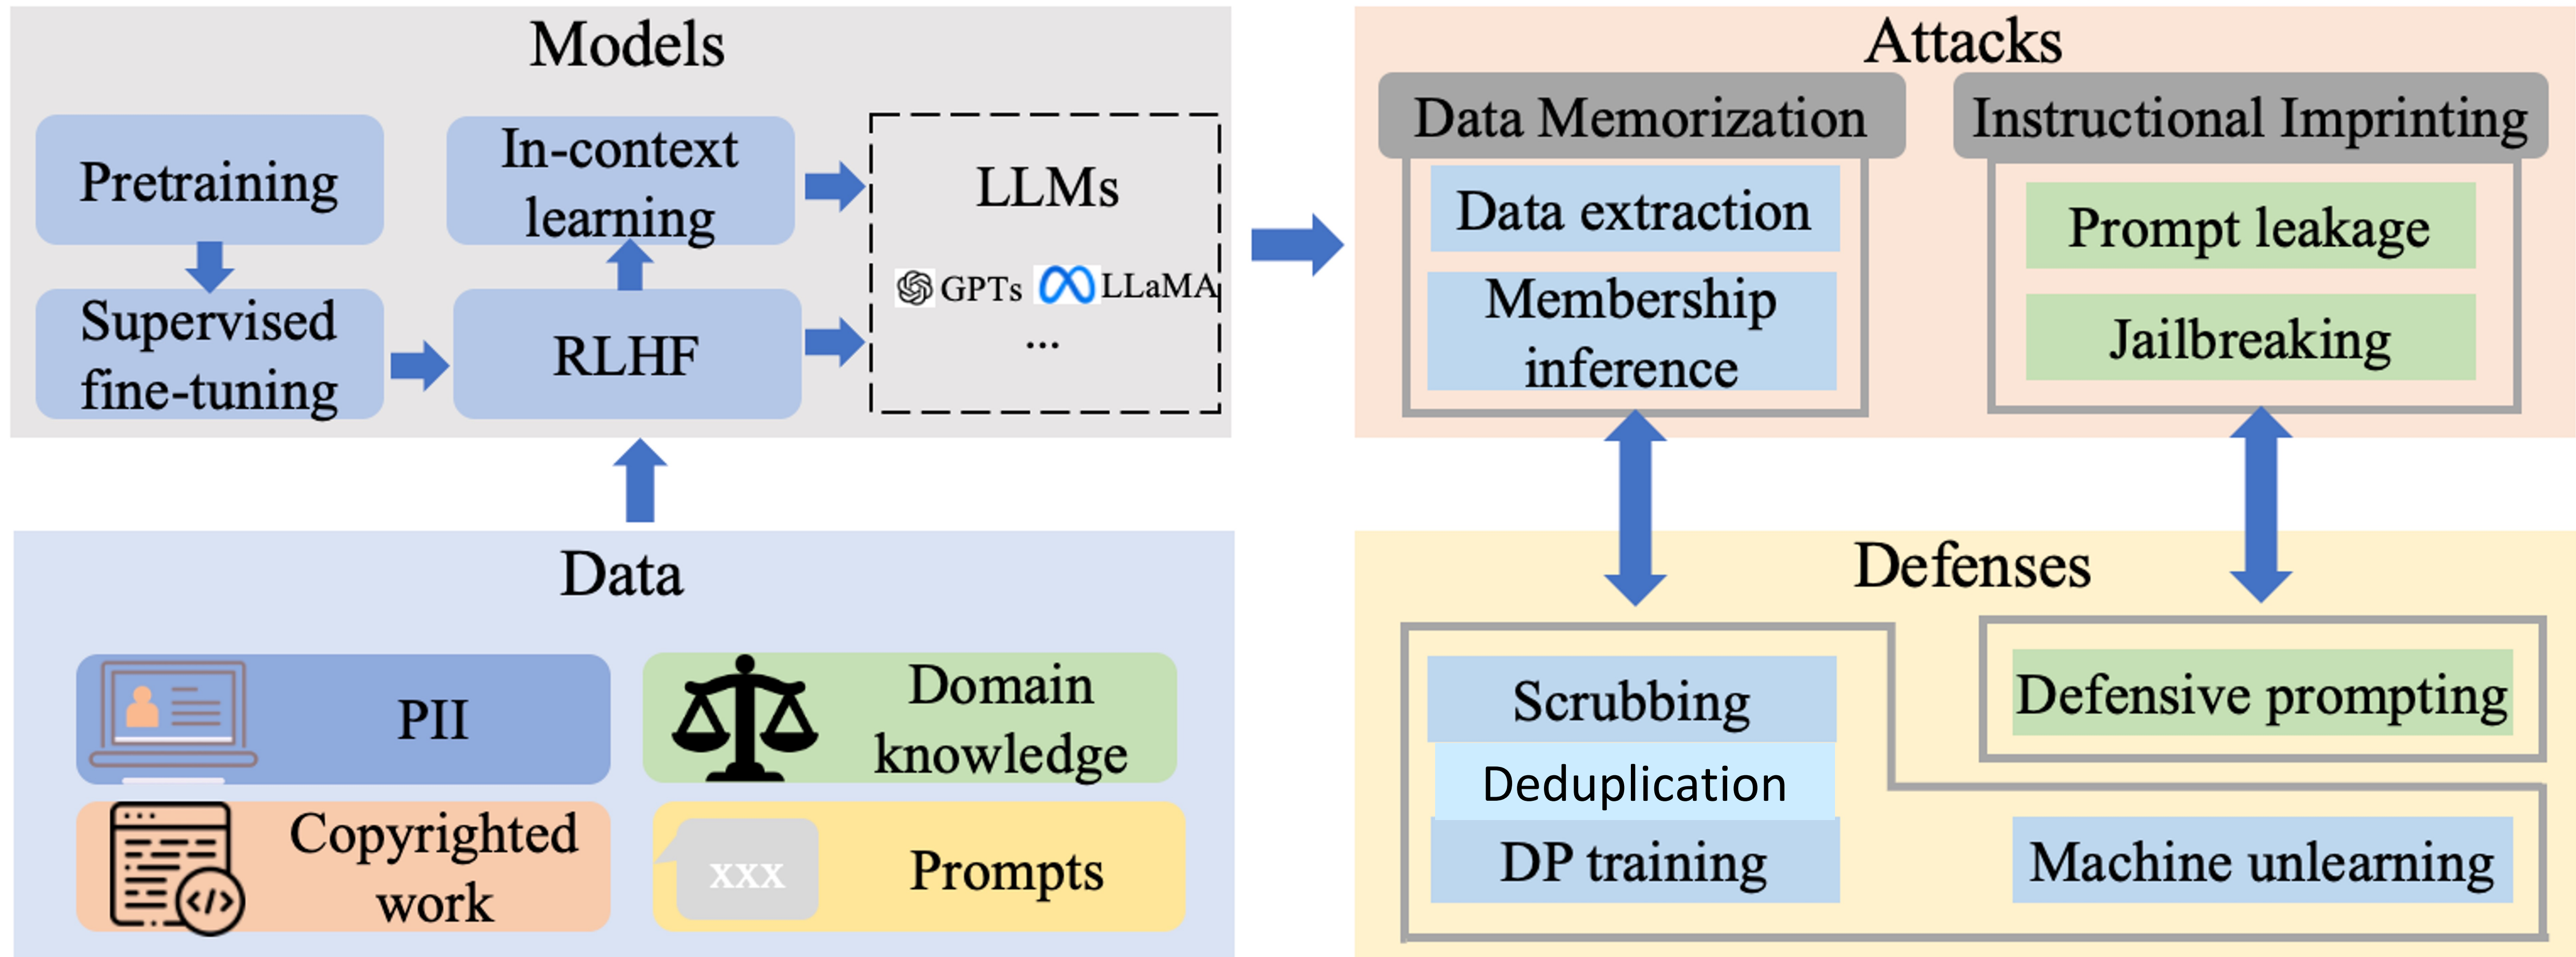 Models
Pretraining
Supervised
fine-tuning
In-context
learning
RLHF
LLMs
GPTs LLaMA
...
Attacks
Data Memorization
Data extraction
Membership
inference
Instructional Imprinting
Prompt leakage
Jailbreaking
Data
PII
Domain
knowledge
Copyrighted
work
</>
xxx
Prompts
Defenses
Scrubbing
Deduplication
DP training
Defensive prompting
Machine unlearning